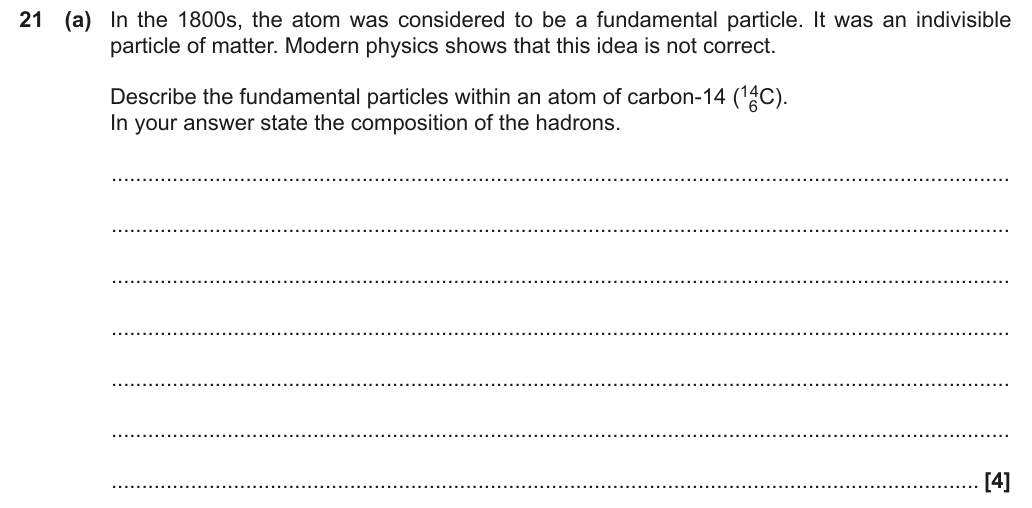 21 (a) In the 1800s, the atom was considered to be a fundamental particle. It was an indivisible
particle of matter. Modern physics shows that this idea is not correct.
Describe the fundamental particles within an atom of carbon-14 (¹⁴₆C).
In your answer state the composition of the hadrons.
..........................................................................................................................................................
..........................................................................................................................................................
..........................................................................................................................................................
..........................................................................................................................................................
..........................................................................................................................................................
..........................................................................................................................................................
..................................................................................................................................................... [4]